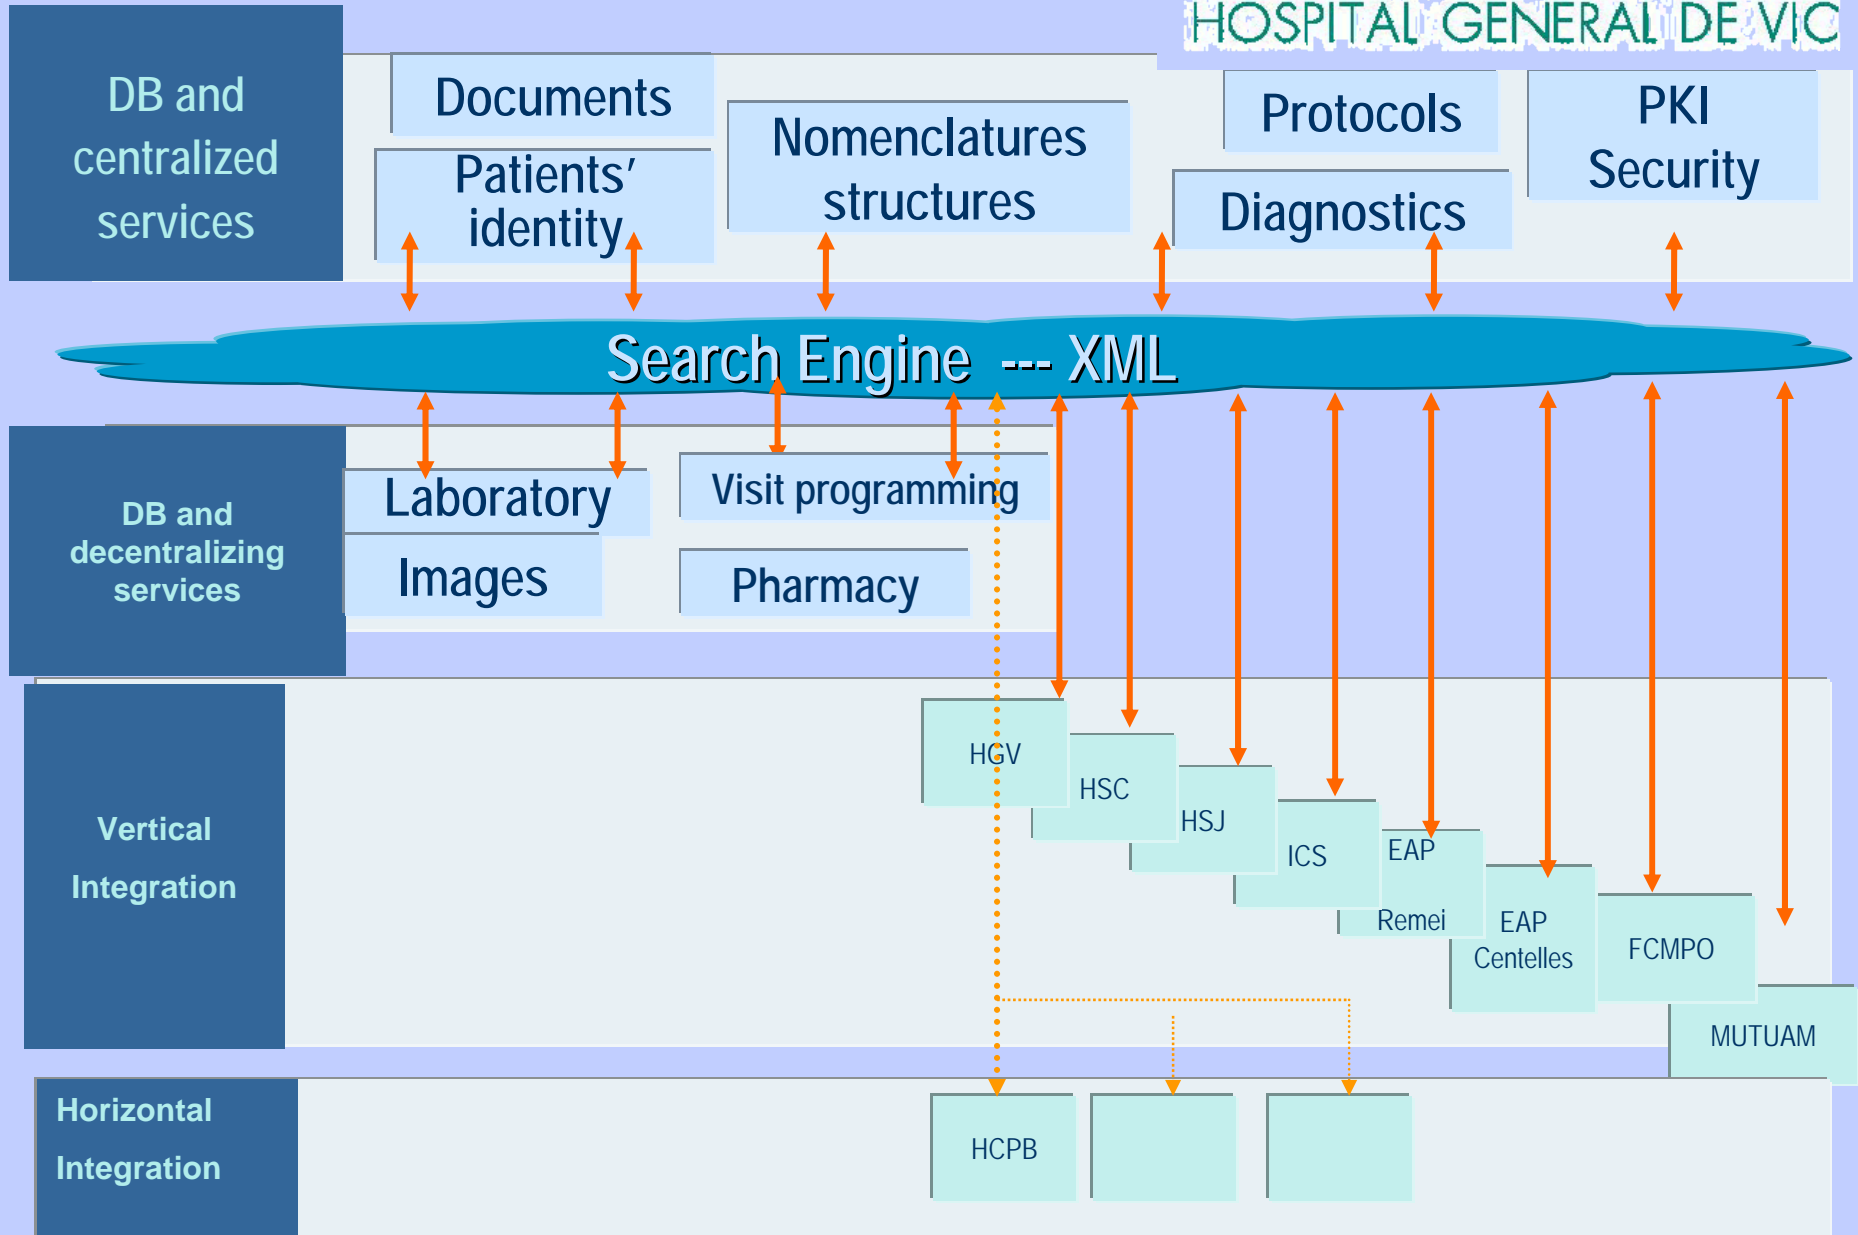 HOSPITAL GENERAL DE VIC
DB and
centralized
services
Documents
Patients'
identity
Nomenclatures
structures
Protocols
Diagnostics
PKI
Security
Search Engine --- XML
DB and
decentralizing
services
Laboratory
Images
Visit programming
Pharmacy
Vertical
Integration
HGV
HSC
HSJ
ICS
EAP
Remei
EAP
Centelles
FCMPO
MUTUAM
Horizontal
Integration
HCPB